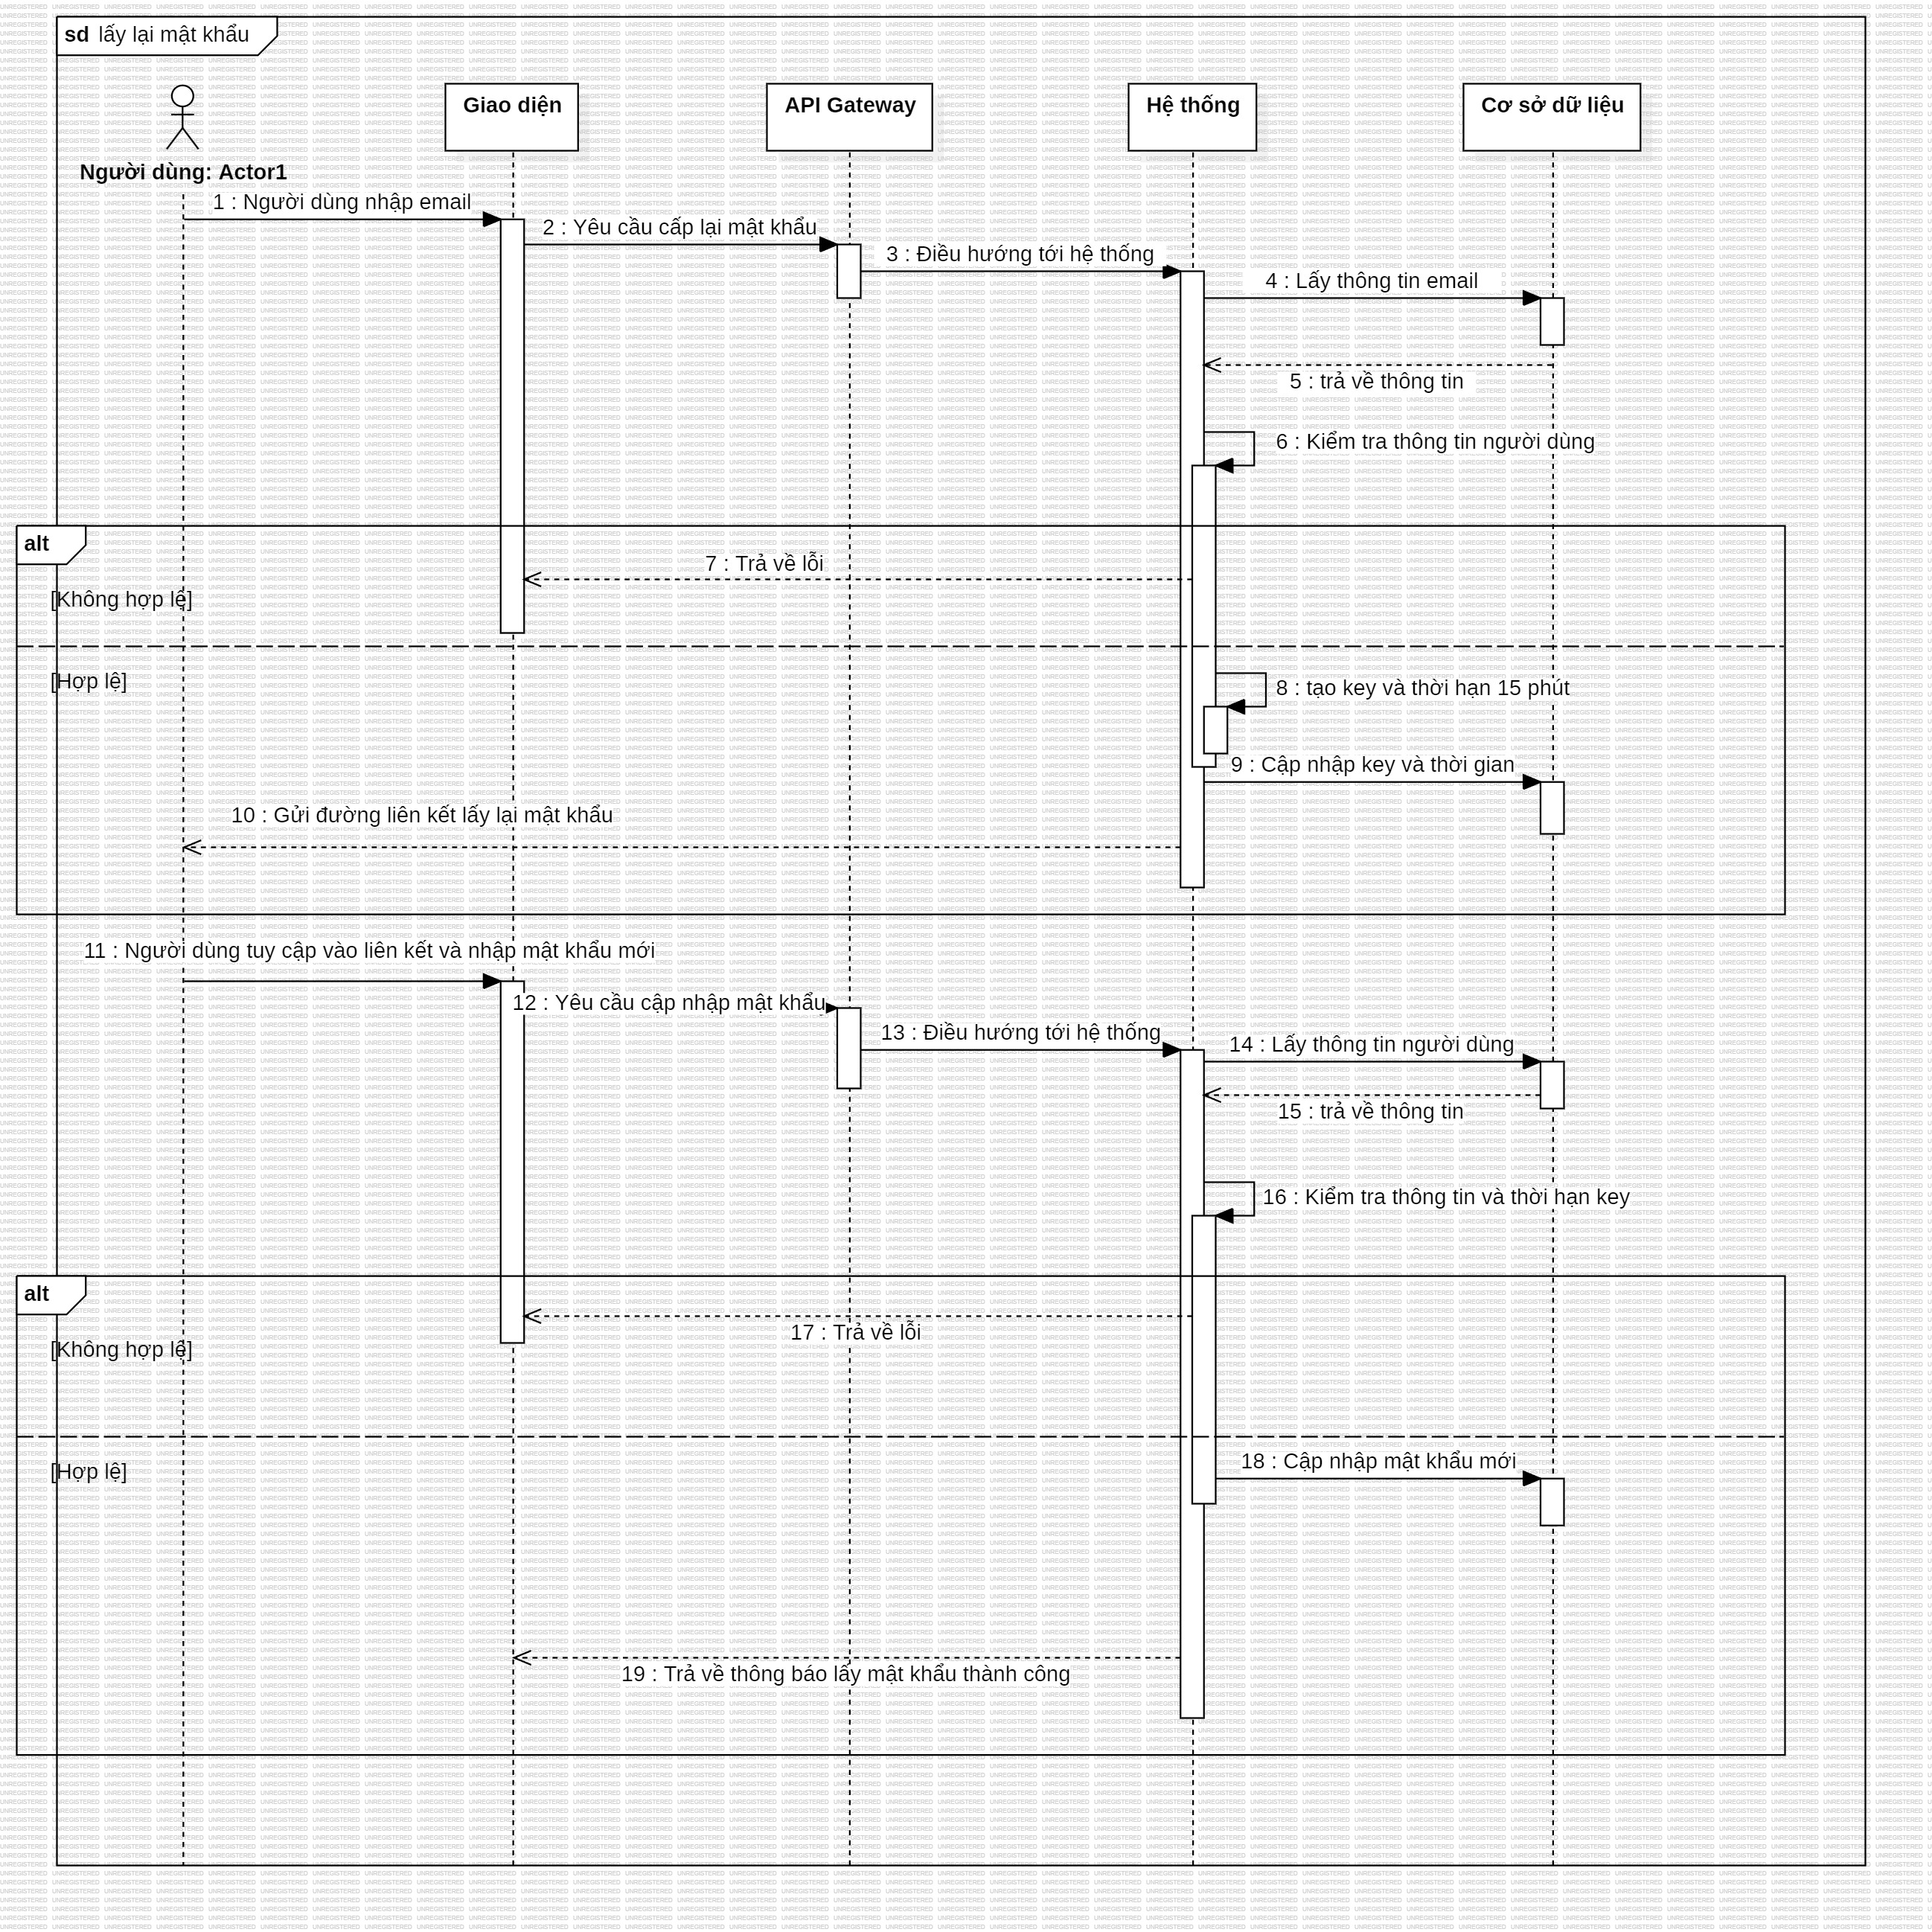 sd lấy lại mật khẩu
Giao diện
API Gateway
Hệ thống
Cơ sở dữ liệu
Người dùng: Actor1
1 : Người dùng nhập email
2 : Yêu cầu cấp lại mật khẩu
3 : Điều hướng tới hệ thống
4 : Lấy thông tin email
5 : trả về thông tin
6 : Kiểm tra thông tin người dùng
alt
7 : Trả về lỗi
[Không hợp lệ]
[Hợp lệ]
8 : tạo key và thời hạn 15 phút
9 : Cập nhập key và thời gian
10 : Gửi đường liên kết lấy lại mật khẩu
11 : Người dùng tuy cập vào liên kết và nhập mật khẩu mới
12 : Yêu cầu cập nhập mật khẩu
13 : Điều hướng tới hệ thống
14 : Lấy thông tin người dùng
15 : trả về thông tin
16 : Kiểm tra thông tin và thời hạn key
alt
17 : Trả về lỗi
[Không hợp lệ]
18 : Cập nhập mật khẩu mới
[Hợp lệ]
19 : Trả về thông báo lấy mật khẩu thành công
UNREGISTERED